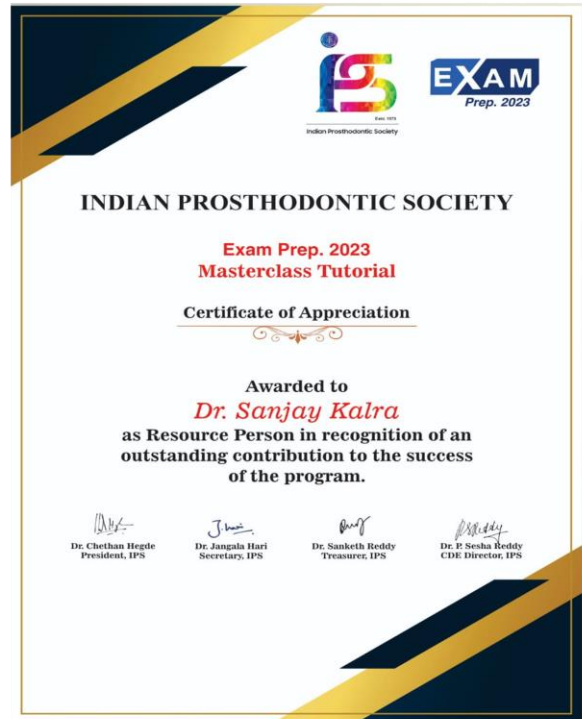 IPS
Estd. 1973
Indian Prosthodontic Society
EXAM
Prep. 2023
INDIAN PROSTHODONTIC SOCIETY
Exam Prep. 2023
Masterclass Tutorial
Certificate of Appreciation
Awarded to
Dr. Sanjay Kalra
as Resource Person in recognition of an
outstanding contribution to the success
of the program.
J. Hari
Dr. Chethan Hegde Dr. Jangala Hari Dr. Sanketh Reddy Dr. P. Sesha Reddy
President, IPS Secretary, IPS Treasurer, IPS CDE Director, IPS